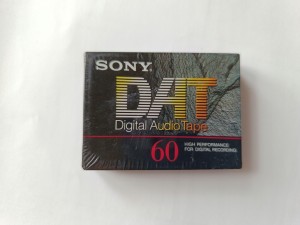 SONY
DAT
Digital Audio Tape
60
HIGH PERFORMANCE
FOR DIGITAL RECORDING